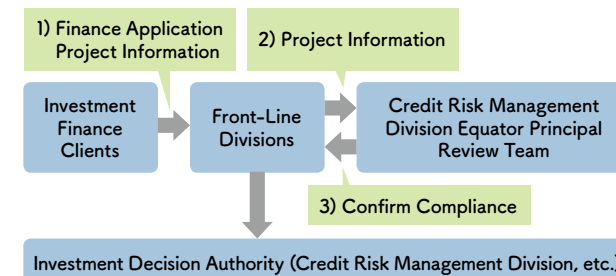 1) Finance Application
Project Information
2) Project Information
Investment
Finance
Clients
Front-Line
Divisions
Credit Risk Management
Division Equator Principal
Review Team
3) Confirm Compliance
Investment Decision Authority (Credit Risk Management Division, etc.)